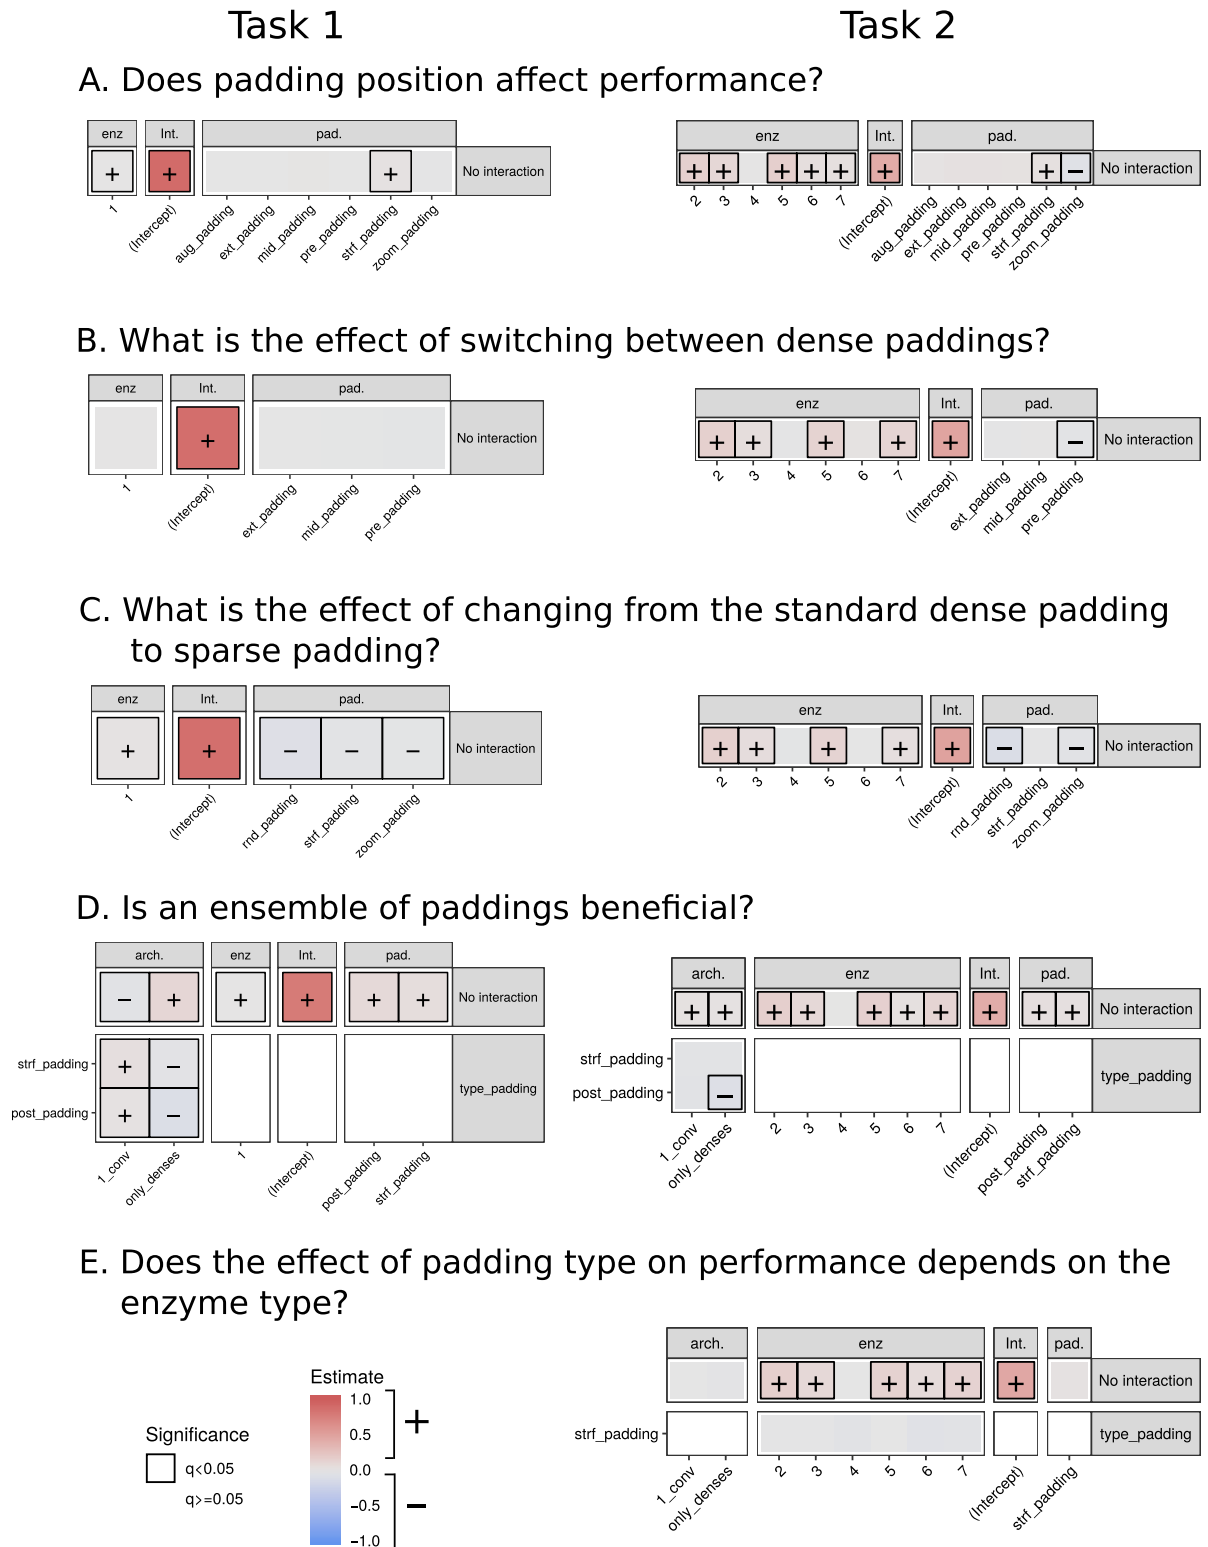 Task 1 Task 2
A. Does padding position affect performance?
enz Int. pad. enz Int. pad.
+ + + No interaction + + + + + + + − No interaction
1 (Intercept) aug_padding ext_padding mid_padding pre_padding strf_padding zoom_padding 2 3 4 5 6 7 (Intercept) aug_padding ext_padding mid_padding pre_padding strf_padding zoom_padding
B. What is the effect of switching between dense paddings?
enz Int. pad. enz Int. pad.
+ No interaction + + + + + − No interaction
1 (Intercept) ext_padding mid_padding pre_padding 2 3 4 5 6 7 (Intercept) ext_padding mid_padding pre_padding
C. What is the effect of changing from the standard dense padding
to sparse padding?
enz Int. pad. enz Int. pad.
+ + − − − No interaction + + + + + − − No interaction
1 (Intercept) rnd_padding strf_padding zoom_padding 2 3 4 5 6 7 (Intercept) rnd_padding strf_padding zoom_padding
D. Is an ensemble of paddings beneficial?
arch. enz Int. pad. arch. enz Int. pad.
− + + + + + No interaction + + + + + + + + + + No interaction
strf_padding + − type_padding strf_padding type_padding
post_padding + − post_padding −
1_conv only_denses 1 (Intercept) post_padding strf_padding 1_conv only_denses 2 3 4 5 6 7 (Intercept) post_padding strf_padding
E. Does the effect of padding type on performance depends on the
enzyme type?
arch. enz Int. pad.
+ + + + + + No interaction
strf_padding type_padding
1_conv only_denses 2 3 4 5 6 7 (Intercept) strf_padding
Significance
q<0.05
q>=0.05
Estimate
1.0
0.5
0.0
−0.5
−1.0
+
−